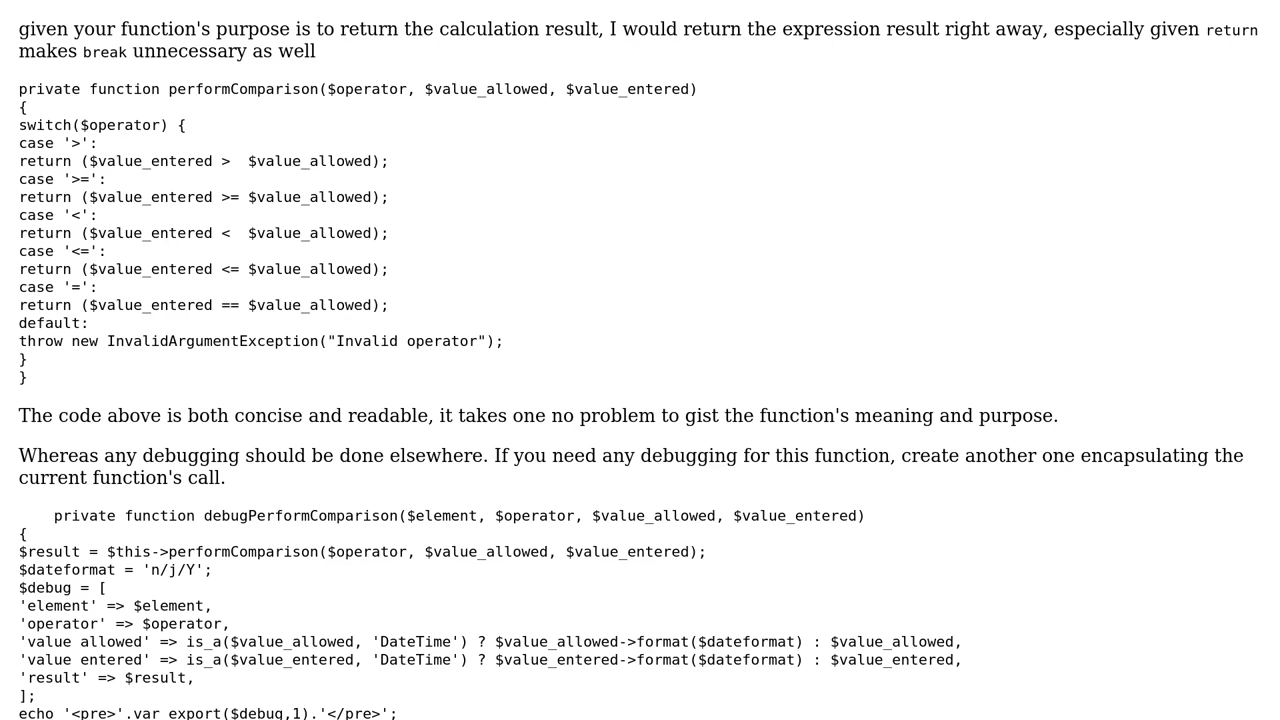 given your function's purpose is to return the calculation result, I would return the expression result right away, especially given return
makes break unnecessary as well
private function performComparison($operator, $value_allowed, $value_entered)
{
switch($operator) {
case '>':
return ($value_entered >  $value_allowed);
case '>=':
return ($value_entered >= $value_allowed);
case '<':
return ($value_entered <  $value_allowed);
case '<=':
return ($value_entered <= $value_allowed);
case '=':
return ($value_entered == $value_allowed);
default:
throw new InvalidArgumentException("Invalid operator");
}
}
The code above is both concise and readable, it takes one no problem to gist the function's meaning and purpose.
Whereas any debugging should be done elsewhere. If you need any debugging for this function, create another one encapsulating the
current function's call.
    private function debugPerformComparison($element, $operator, $value_allowed, $value_entered)
{
$result = $this->performComparison($operator, $value_allowed, $value_entered);
$dateformat = 'n/j/Y';
$debug = [
'element' => $element,
'operator' => $operator,
'value allowed' => is_a($value_allowed, 'DateTime') ? $value_allowed->format($dateformat) : $value_allowed,
'value entered' => is_a($value_entered, 'DateTime') ? $value_entered->format($dateformat) : $value_entered,
'result' => $result,
];
echo '<pre>'.var_export($debug,1).'</pre>';